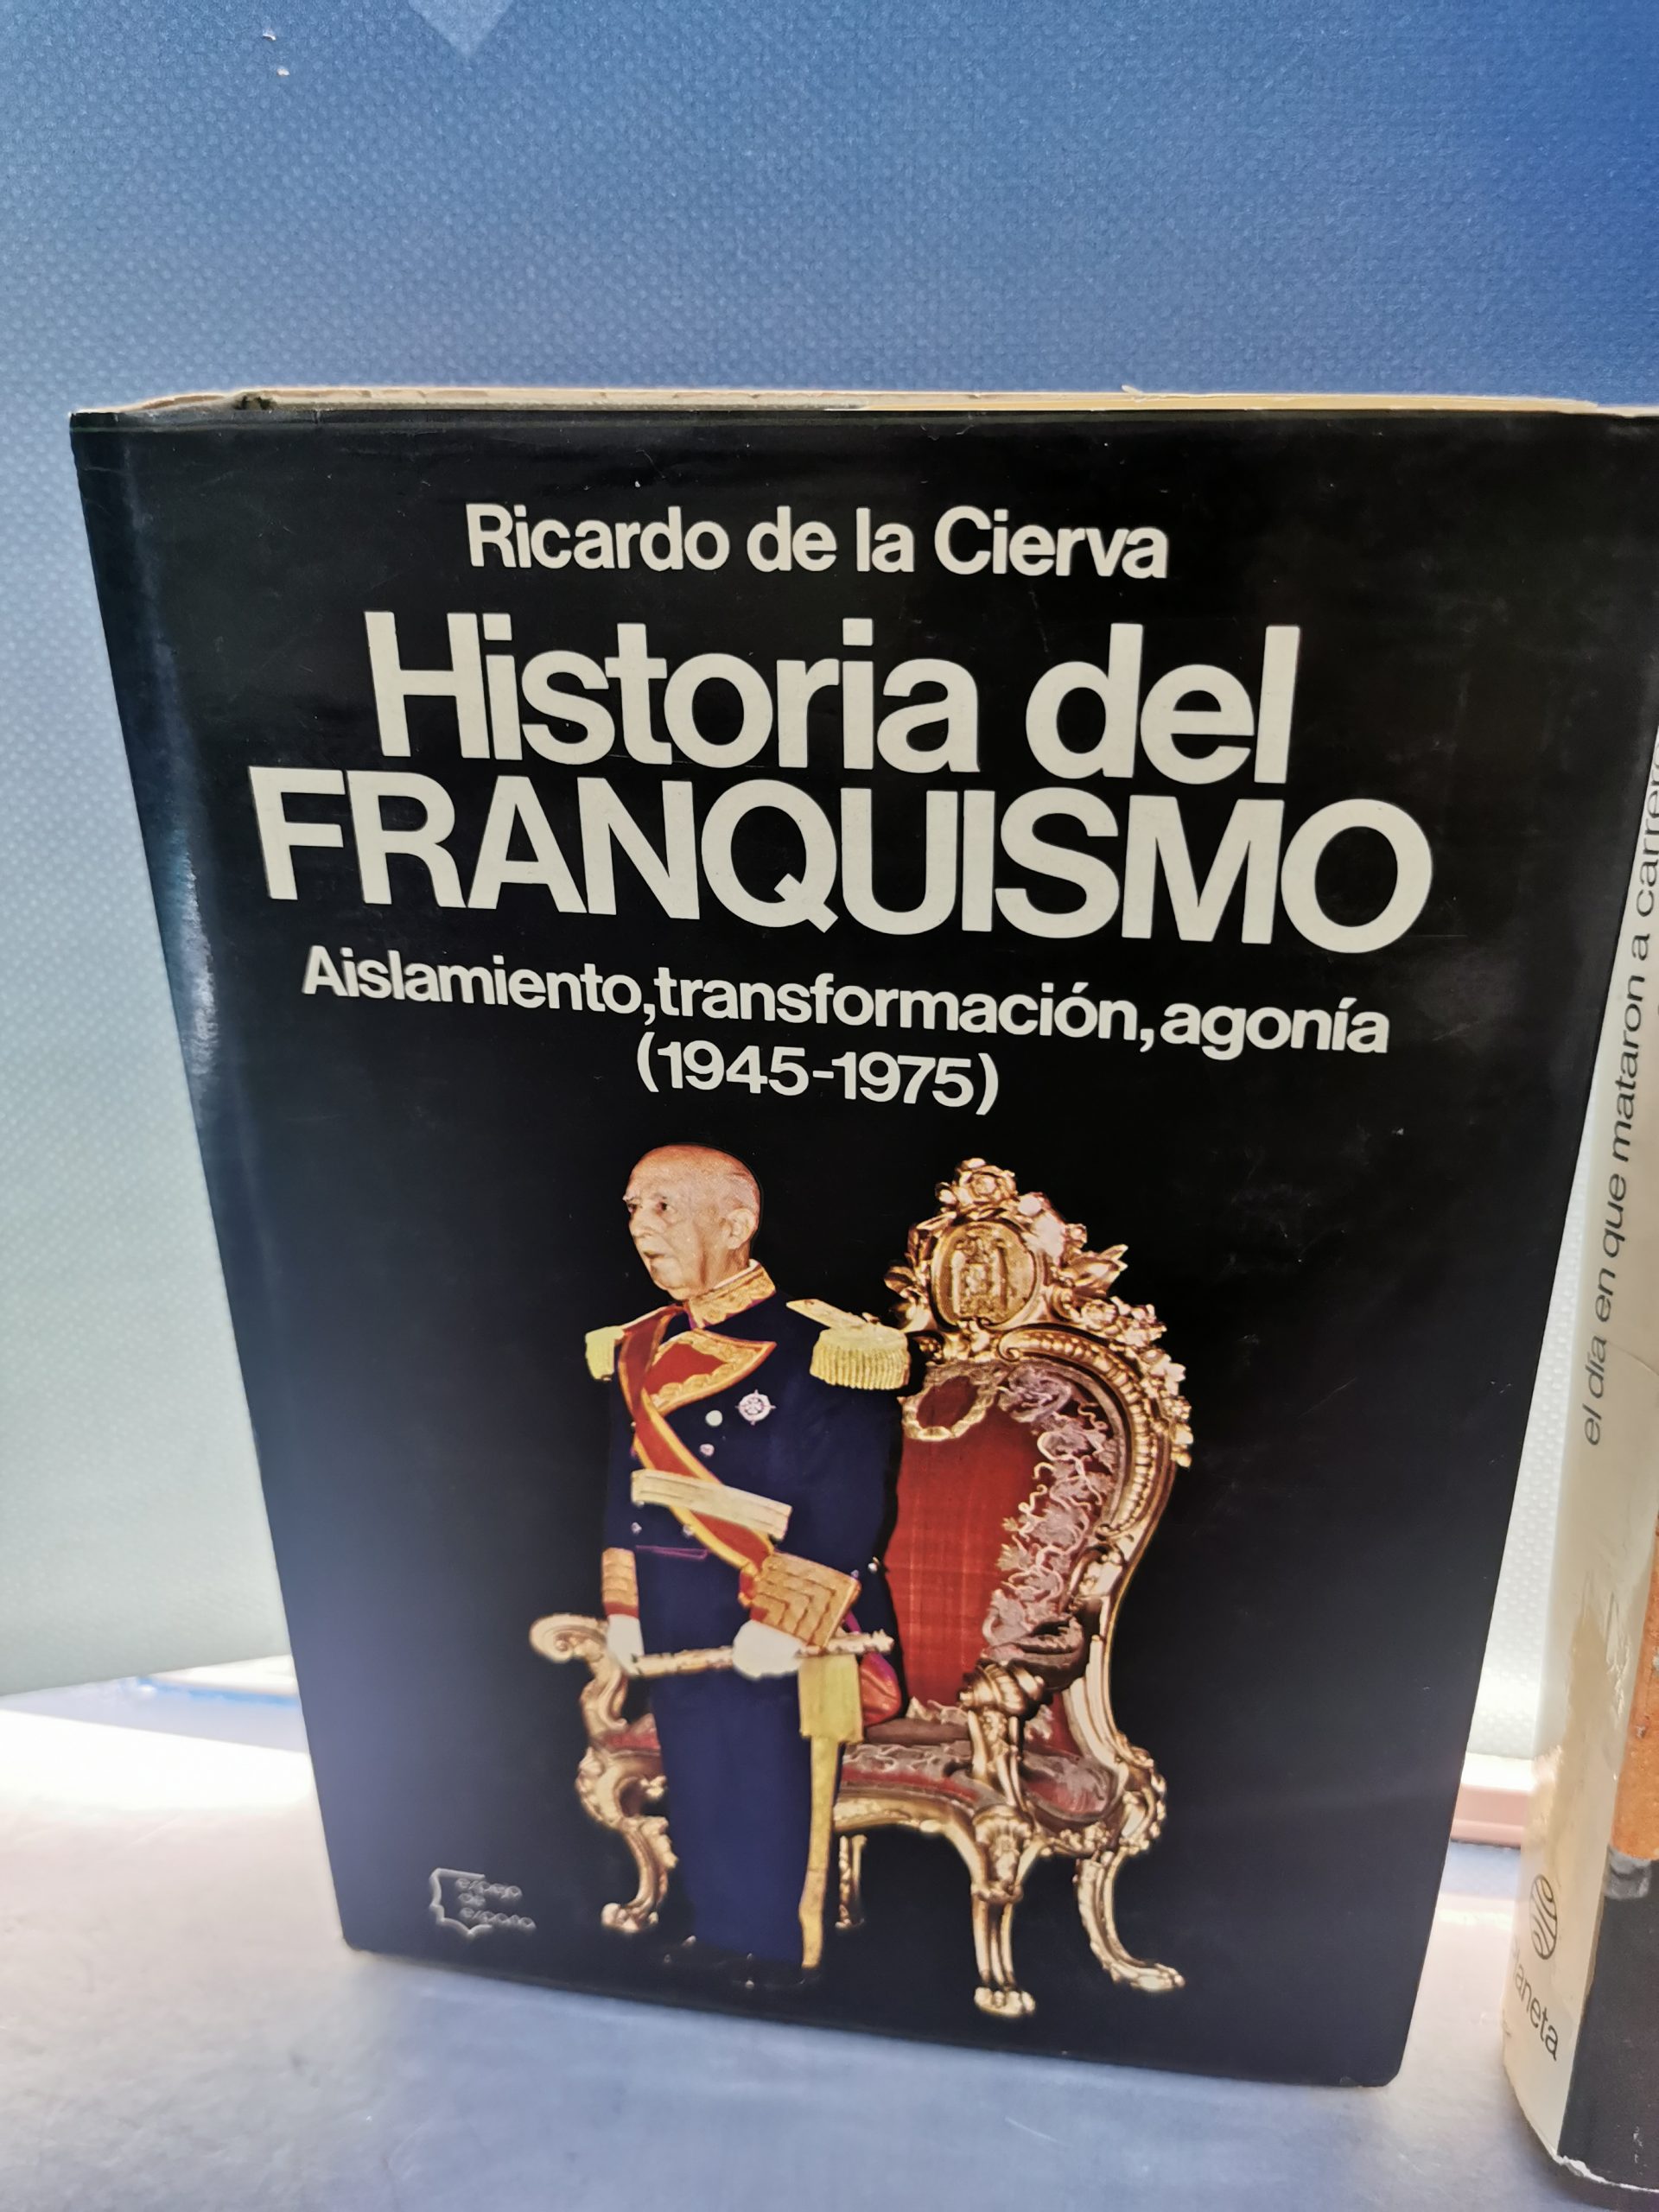 Ricardo de la Cierva
Historia del
FRANQUISMO
Aislamiento, transformación, agonía
(1945-1975)
espejo
de
españa
el día en que mataron a carrero
Planeta